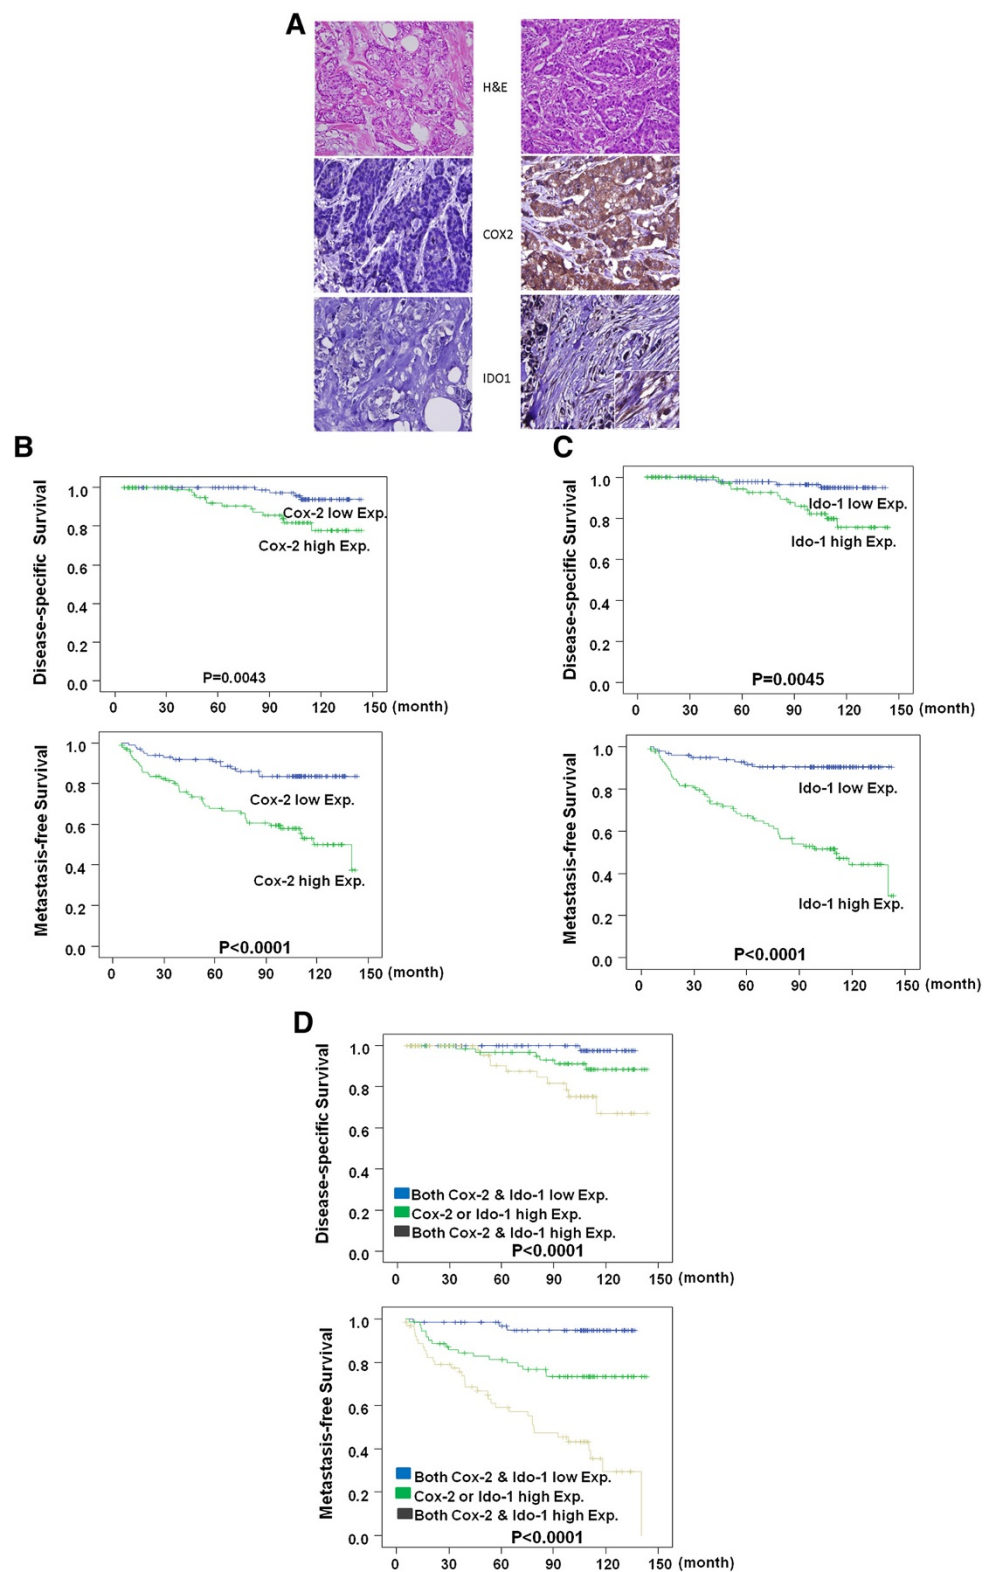 A
H&E
COX2
IDO1
B
Disease-specific Survival
1.0
0.8
0.6
0.4
0.2
0.0
Cox-2 low Exp.
Cox-2 high Exp.
P=0.0043
0 30 60 90 120 150 (month)
Metastasis-free Survival
1.0
0.8
0.6
0.4
0.2
0.0
Cox-2 low Exp.
Cox-2 high Exp.
P<0.0001
0 30 60 90 120 150 (month)
C
Disease-specific Survival
1.0
0.8
0.6
0.4
0.2
0.0
Ido-1 low Exp.
Ido-1 high Exp.
P=0.0045
0 30 60 90 120 150 (month)
Metastasis-free Survival
1.0
0.8
0.6
0.4
0.2
0.0
Ido-1 low Exp.
Ido-1 high Exp.
P<0.0001
0 30 60 90 120 150 (month)
D
Disease-specific Survival
1.0
0.8
0.6
0.4
0.2
0.0
Both Cox-2 & Ido-1 low Exp.
Cox-2 or Ido-1 high Exp.
Both Cox-2 & Ido-1 high Exp.
P<0.0001
0 30 60 90 120 150 (month)
Metastasis-free Survival
1.0
0.8
0.6
0.4
0.2
0.0
Both Cox-2 & Ido-1 low Exp.
Cox-2 or Ido-1 high Exp.
Both Cox-2 & Ido-1 high Exp.
P<0.0001
0 30 60 90 120 150 (month)